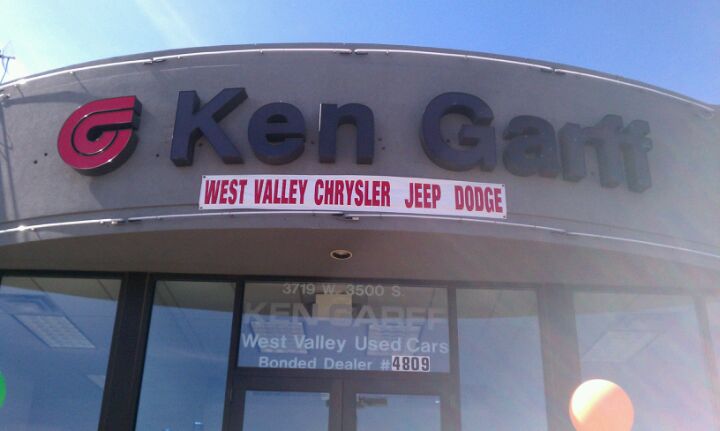 Ken Garff
WEST VALLEY CHRYSLER JEEP DODGE
3719 W. 3500 S.
KEN GARFF
West Valley Used Cars
Bonded Dealer #4809